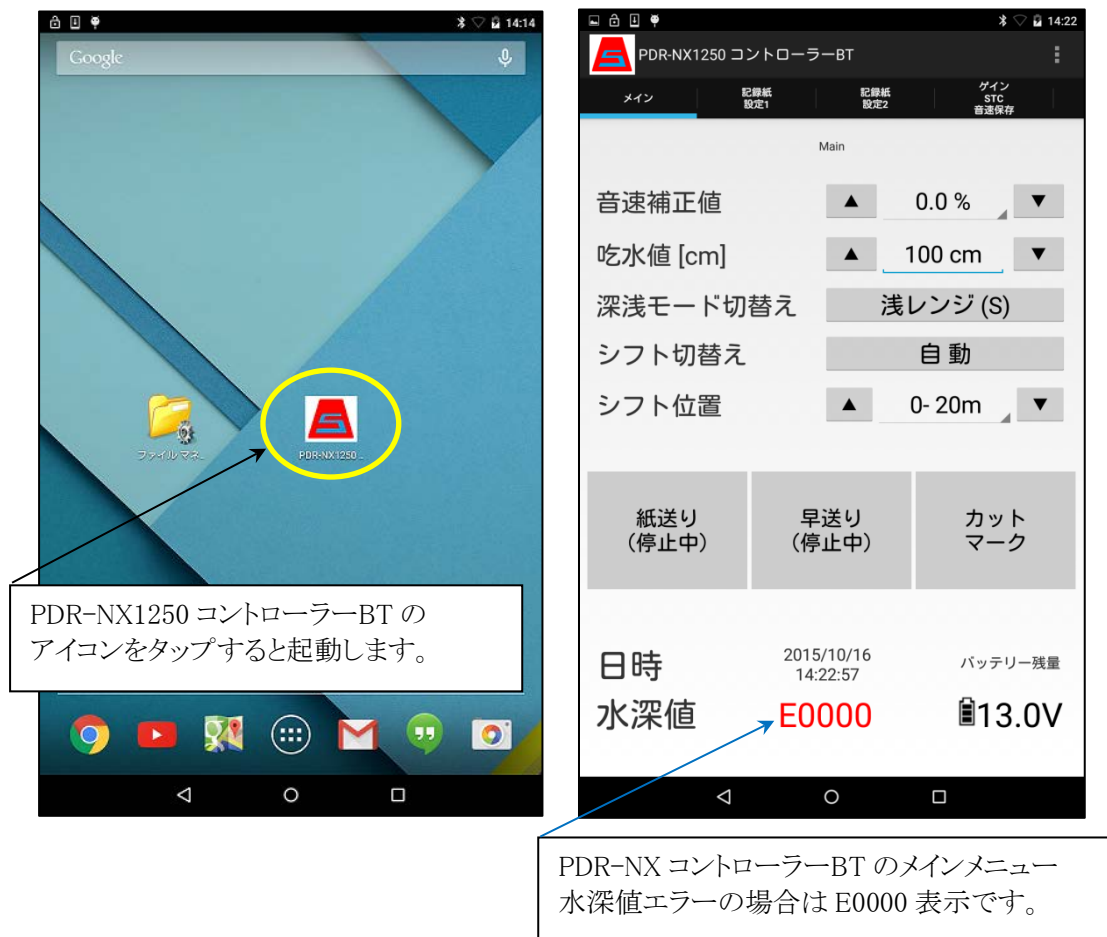 14:14
Google
ファイル マネ..
PDR-NX1250 ..
PDR-NX1250 コントローラーBT の
アイコンをタップすると起動します。
14:22
PDR-NX1250 コントローラーBT
メイン
記録紙
設定1
記録紙
設定2
ゲイン
STC
音速保存
Main
音速補正値 ▲ 0.0 % ▼
吃水値 [cm] ▲ 100 cm ▼
深浅モード切替え 浅レンジ (S)
シフト切替え 自 動
シフト位置 ▲ 0- 20m ▼
紙送り
（停止中）
早送り
（停止中）
カット
マーク
日時
2015/10/16
14:22:57
バッテリー残量
水深値 E0000 13.0V
PDR-NX コントローラーBT のメインメニュー
水深値エラーの場合は E0000 表示です。